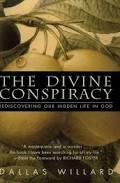 THE DIVINE
CONSPIRACY
REDISCOVERING OUR HIDDEN LIFE IN GOD
"A masterpiece and a wonder . . .
the book I have been searching for all my life."
—from the Foreword by RICHARD FOSTER
DALLAS WILLARD